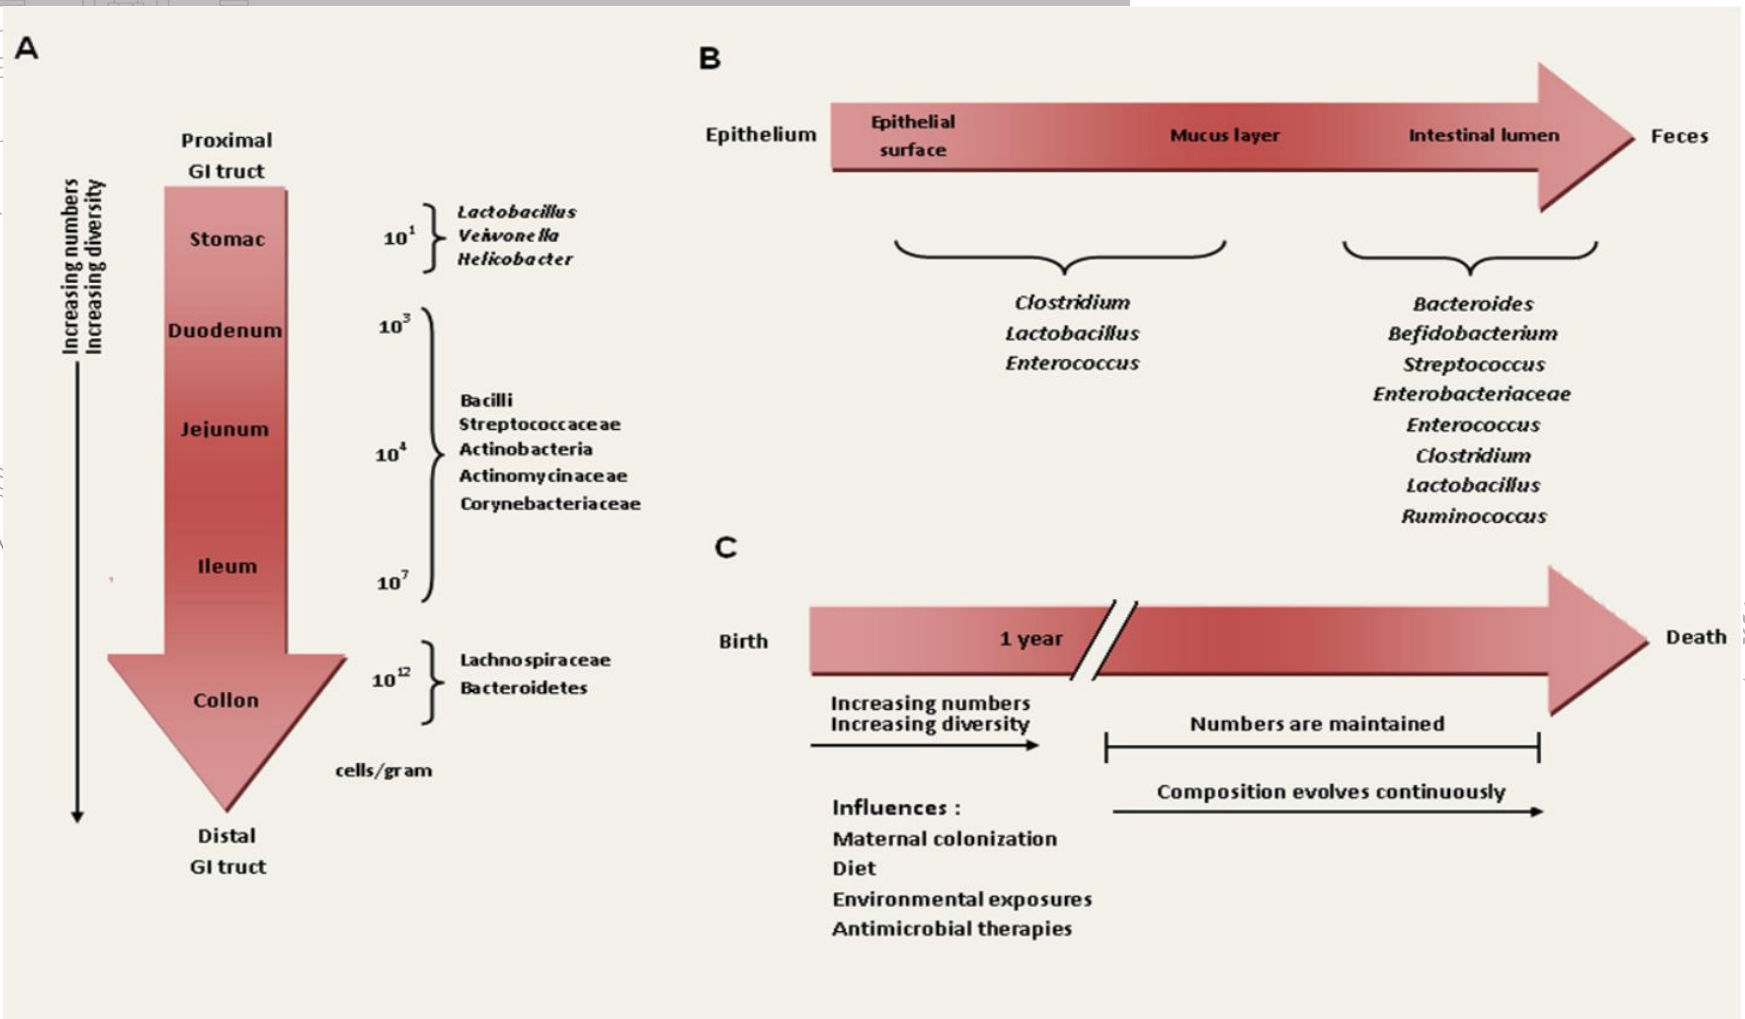 A
Proximal
GI truct
Increasing numbers
Increasing diversity
Stomac
Duodenum
Jejunum
Ileum
Collon
Distal
GI truct
10¹
Lactobacillus
Veiwonella
Helicobacter
10³
10⁴
10⁷
Bacilli
Streptococcaceae
Actinobacteria
Actinomycinaceae
Corynebacteriaceae
10¹²
Lachnospiraceae
Bacteroidetes
cells/gram
B
Epithelium
Epithelial
surface
Mucus layer
Intestinal lumen
Feces
Clostridium
Lactobacillus
Enterococcus
Bacteroides
Befidobacterium
Streptococcus
Enterobacteriaceae
Enterococcus
Clostridium
Lactobacillus
Ruminococcus
C
Birth
1 year
Death
Increasing numbers
Increasing diversity
Numbers are maintained
Composition evolves continuously
Influences :
Maternal colonization
Diet
Environmental exposures
Antimicrobial therapies